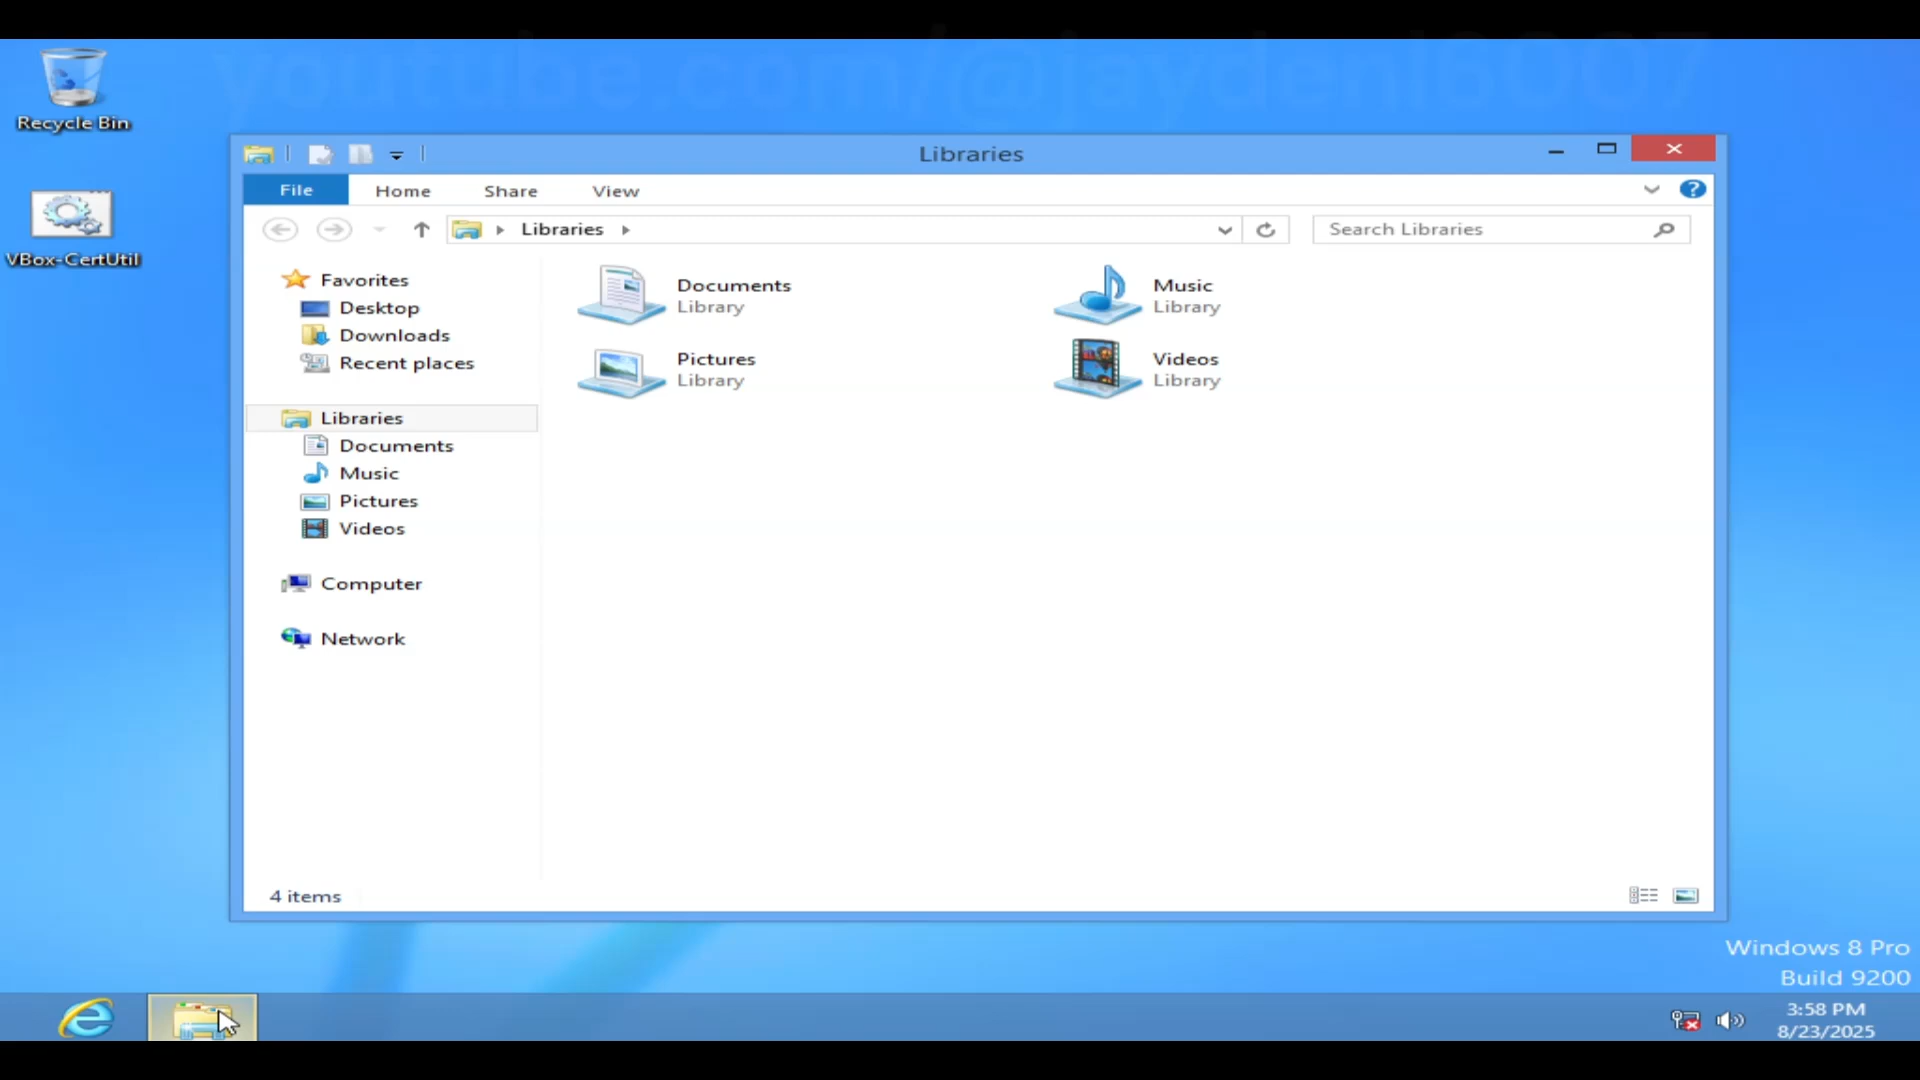 youtube.com/@jaydenl6007
Recycle Bin
VBox-CertUtil
Libraries
File Home Share View
Libraries
Search Libraries
Favorites
Desktop
Downloads
Recent places
Libraries
Documents
Music
Pictures
Videos
Computer
Network
Documents
Library
Music
Library
Pictures
Library
Videos
Library
4 items
Windows 8 Pro
Build 9200
3:58 PM
8/23/2025